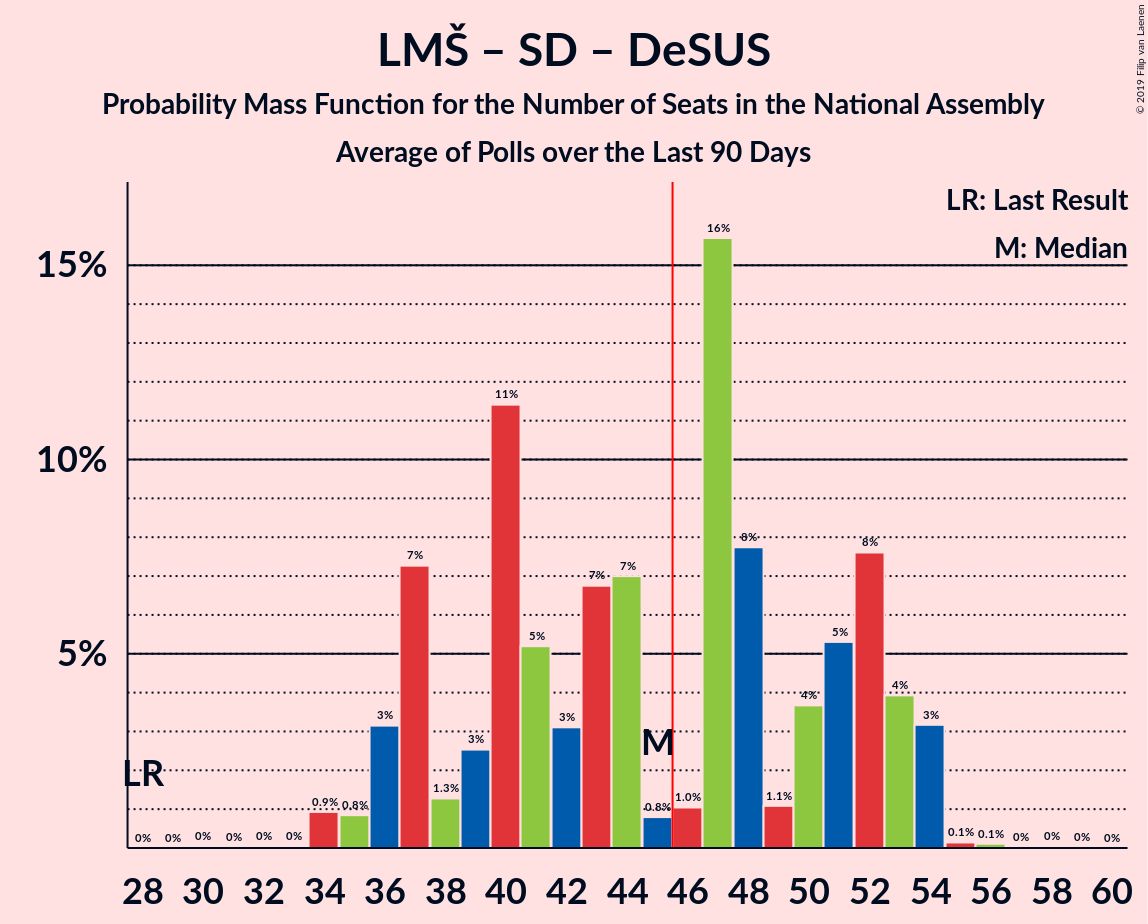 LMŠ – SD – DeSUS
Probability Mass Function for the Number of Seats in the National Assembly
Average of Polls over the Last 90 Days
© 2019 Filip van Laenen
LR: Last Result
M: Median
15%
10%
5%
LR
M
0% 0% 0% 0% 0% 0% 0.9% 0.8% 3% 7% 1.3% 3% 11% 5% 3% 7% 7% 0.8% 1.0% 16% 8% 1.1% 4% 5% 8% 4% 3% 0.1% 0.1% 0% 0% 0% 0%
28 30 32 34 36 38 40 42 44 46 48 50 52 54 56 58 60